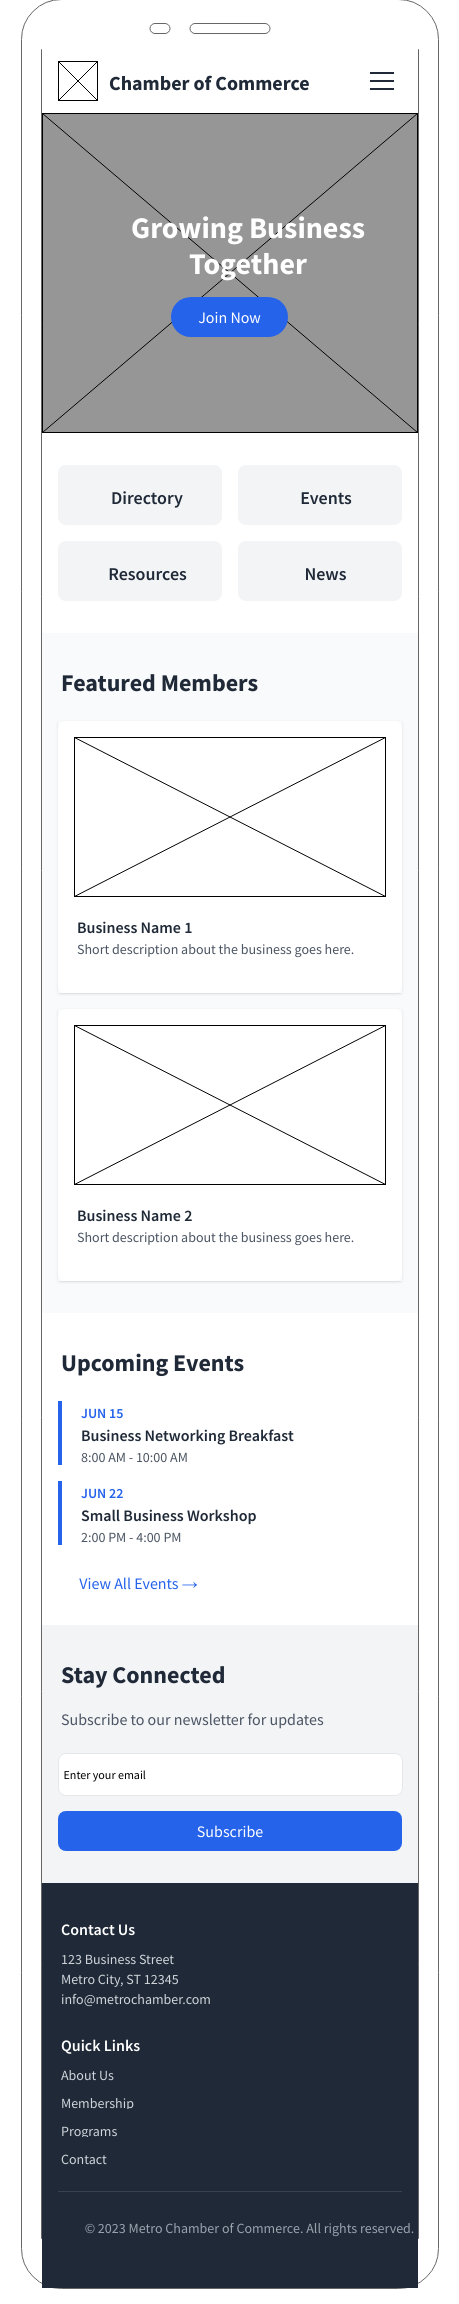 Chamber of Commerce
Growing Business
Together
Join Now
Directory
Events
Resources
News
Featured Members
Business Name 1
Short description about the business goes here.
Business Name 2
Short description about the business goes here.
Upcoming Events
JUN 15
Business Networking Breakfast
8:00 AM - 10:00 AM
JUN 22
Small Business Workshop
2:00 PM - 4:00 PM
View All Events →
Stay Connected
Subscribe to our newsletter for updates
Enter your email
Subscribe
Contact Us
123 Business Street
Metro City, ST 12345
info@metrochamber.com
Quick Links
About Us
Membership
Programs
Contact
© 2023 Metro Chamber of Commerce. All rights reserved.